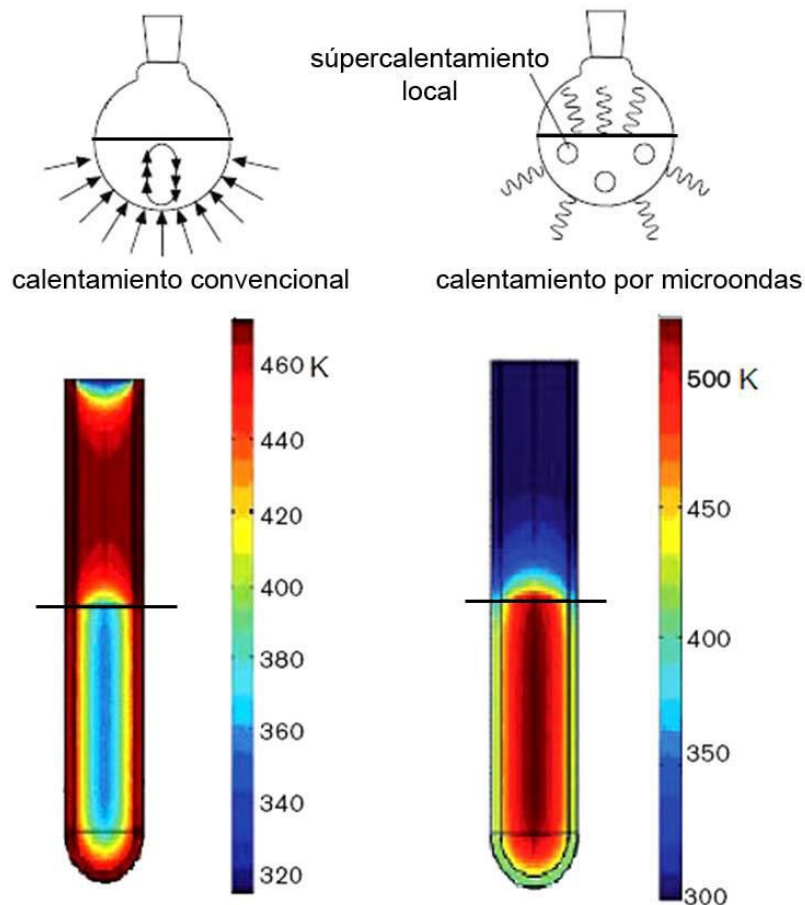 súpercalentamiento
local
calentamiento convencional
calentamiento por microondas
460 K
440
420
400
380
360
340
320
500 K
450
400
350
300